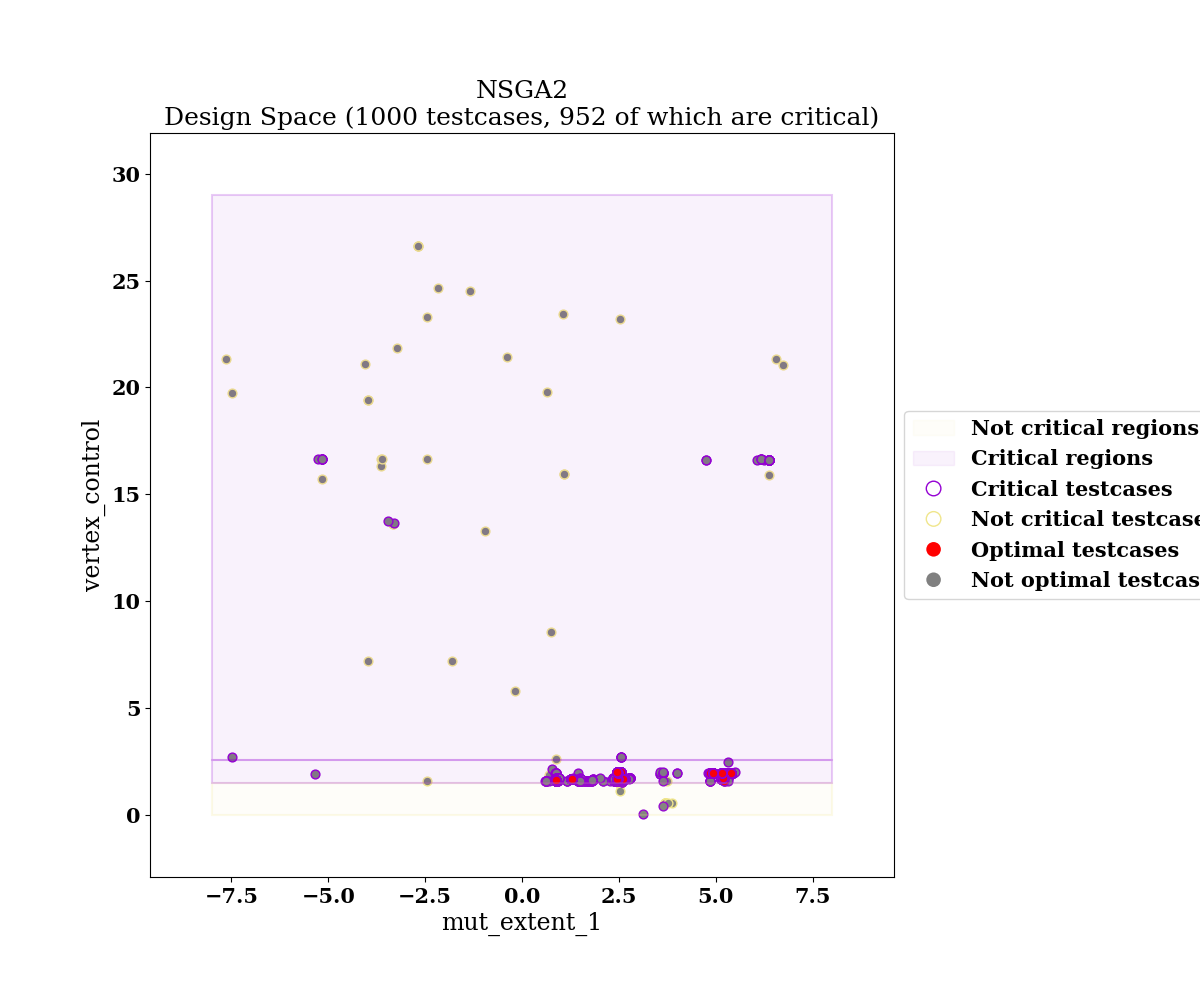 NSGA2
Design Space (1000 testcases, 952 of which are critical)
30
25
20
15
10
5
0
vertex_control
−7.5 −5.0 −2.5 0.0 2.5 5.0 7.5
mut_extent_1
Not critical regions
Critical regions
Critical testcases
Not critical testcase
Optimal testcases
Not optimal testcas